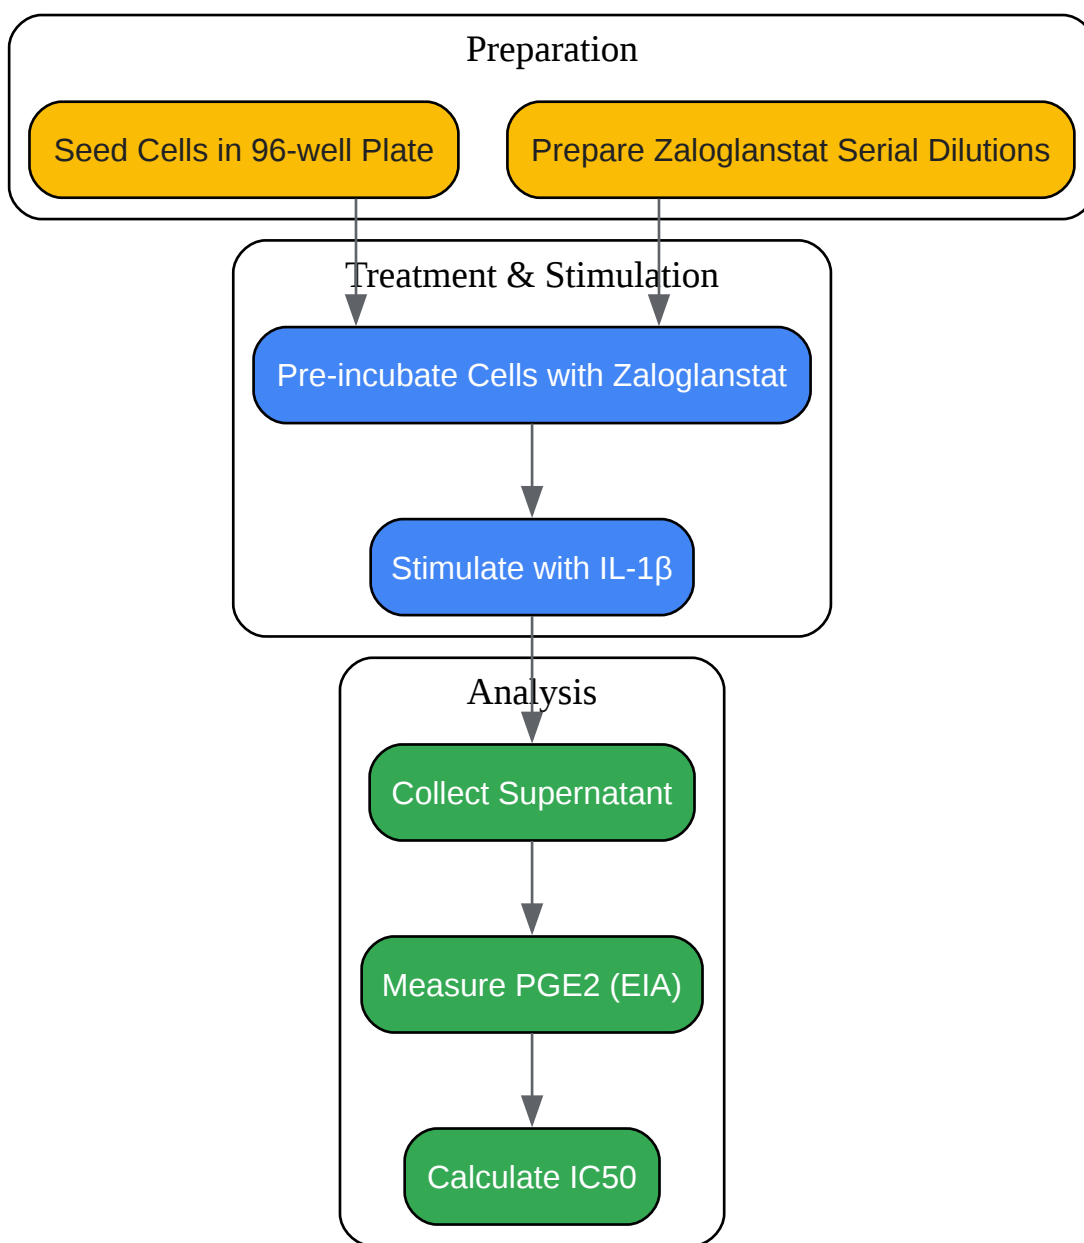 Preparation
Seed Cells in 96-well Plate
Prepare Zaloglanstat Serial Dilutions
Treatment & Stimulation
Pre-incubate Cells with Zaloglanstat
Stimulate with IL-1β
Analysis
Collect Supernatant
Measure PGE2 (EIA)
Calculate IC50